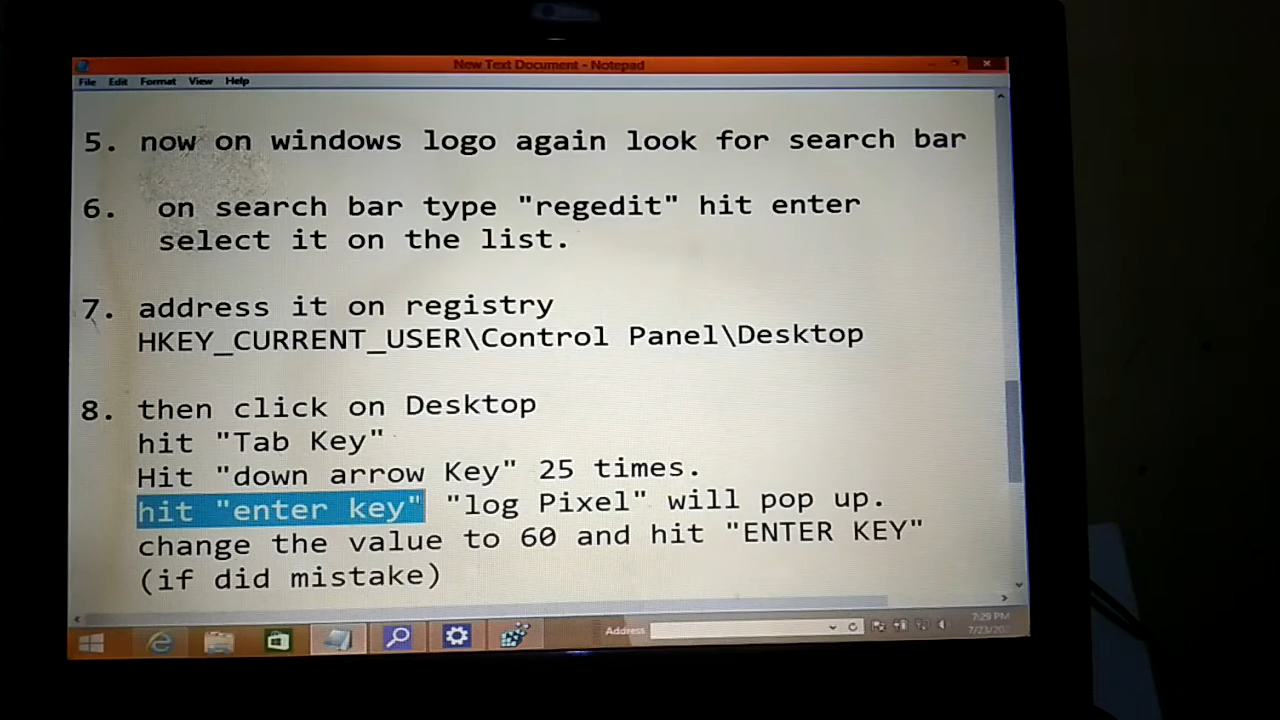 New Text Document - Notepad
File Edit Format View Help
5. now on windows logo again look for search bar
6. on search bar type "regedit" hit enter
select it on the list.
7. address it on registry
HKEY_CURRENT_USER\Control Panel\Desktop
8. then click on Desktop
hit "Tab Key"
Hit "down arrow Key" 25 times.
hit "enter key" "log Pixel" will pop up.
change the value to 60 and hit "ENTER KEY"
(if did mistake)
Address
7:29 PM